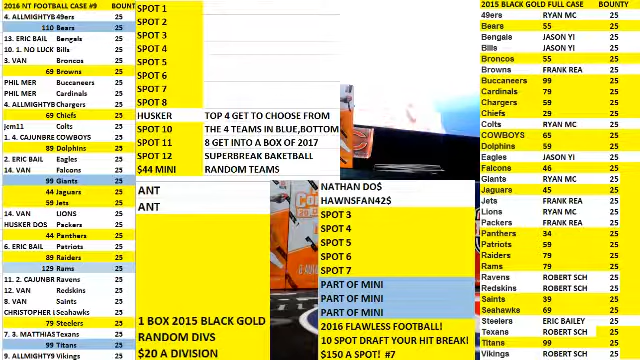 2016 NT FOOTBALL CASE #9 BOUNT
4. ALLMIGHTYB 49ers 25
110 Bears 25
13. ERIC BAIL Bengals 25
10. 1. NO LUCK Bills 25
3. VAN Broncos 25
69 Browns 25
PHIL MER Buccaneers 25
PHIL MER Cardinals 25
4. ALLMIGHTYB Chargers 25
69 Chiefs 25
jcm11 Colts 25
1. 4. CAJUNBRE COWBOYS 25
89 Dolphins 25
2. ERIC BAIL Eagles 25
14. VAN Falcons 25
99 Giants 25
44 Jaguars 25
59 Jets 25
14. VAN LIONS 25
HUSKER DOS Packers 25
44 Panthers 25
6. ERIC BAIL Patriots 25
89 Raiders 25
129 Rams 25
11. 2. CAJUNBR Ravens 25
12. VAN Redskins 25
8. VAN Saints 25
CHRISTOPHER Seahawks 25
79 Steelers 25
7. 3. MATTHIAS Texans 25
99 Titans 25
9. ALLMIGHTYB Vikings 25
SPOT 1
SPOT 2
SPOT 3
SPOT 4
SPOT 5
SPOT 6
SPOT 7
SPOT 8
HUSKER TOP 4 GET TO CHOOSE FROM
SPOT 10 THE 4 TEAMS IN BLUE,BOTTOM
SPOT 11 8 GET INTO A BOX OF 2017
SPOT 12 SUPERBREAK BAKETBALL
$44 MINI RANDOM TEAMS
ANT
ANT
1 BOX 2015 BLACK GOLD
RANDOM DIVS
$20 A DIVISION
NATHAN DO$
HAWNSFAN42$
SPOT 3
SPOT 4
SPOT 5
SPOT 6
SPOT 7
PART OF MINI
PART OF MINI
PART OF MINI
2016 FLAWLESS FOOTBALL!
10 SPOT DRAFT YOUR HIT BREAK!
$150 A SPOT! #7
2015 BLACK GOLD FULL CASE BOUNTY
49ers RYAN MC 25
Bears 55 25
Bengals JASON YI 25
Bills JASON YI 25
Broncos 55 25
Browns FRANK REA 25
Buccaneers 99 25
Cardinals 79 25
Chargers 59 25
Chiefs 29 25
Colts RYAN MC 25
COWBOYS 65 25
Dolphins 59 25
Eagles JASON YI 25
Falcons 46 25
Giants RYAN MC 25
Jaguars 45 25
Jets FRANK REA 25
Lions RYAN MC 25
Packers FRANK REA 25
Panthers 34 25
Patriots 59 25
Raiders 79 25
Rams 79 25
Ravens ROBERT SCH 25
Redskins ROBERT SCH 25
Saints 39 25
Seahawks 69 25
Steelers ERIC BAILEY 25
Texans ROBERT SCH 25
Titans 99 25
Vikings ROBERT SCH 25